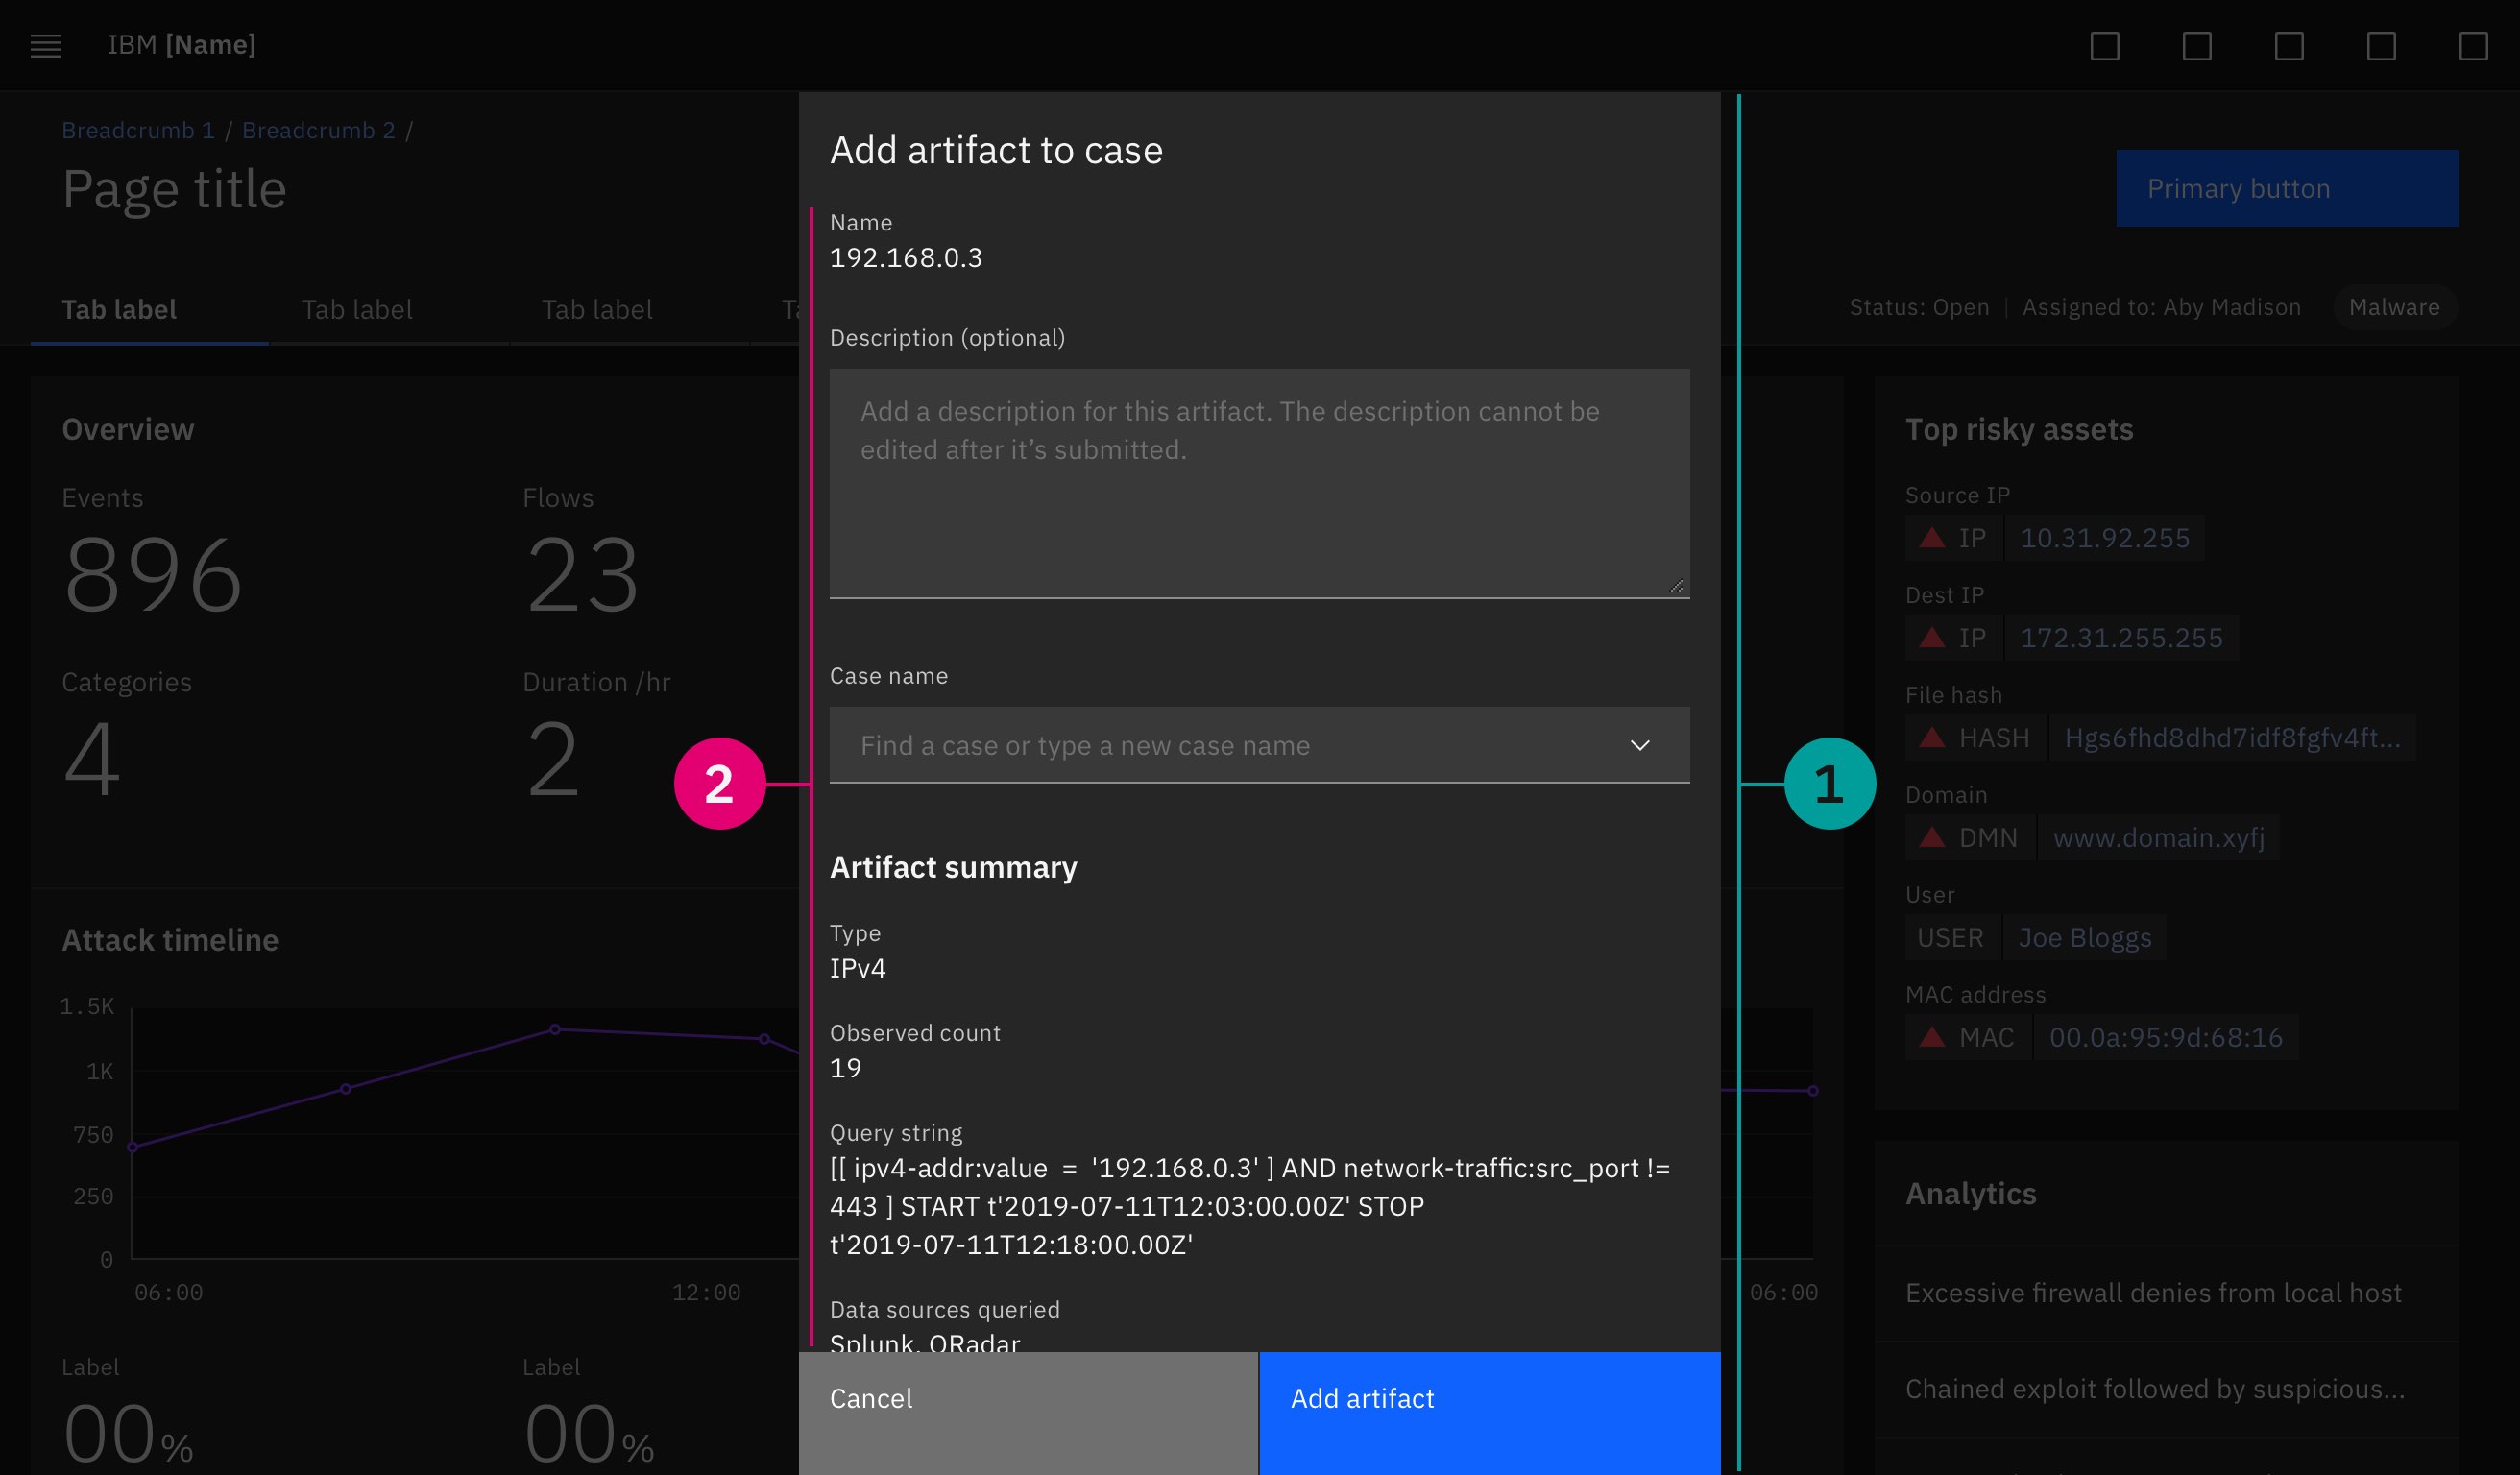 IBM [Name]
Breadcrumb 1 / Breadcrumb 2 /
Page title
Primary button
Tab label
Tab label
Tab label
Status: Open | Assigned to: Aby Madison
Malware
Overview
Events
896
Flows
23
Categories
4
Duration /hr
2
Attack timeline
1.5K
1K
750
250
0
06:00
12:00
06:00
Label
00%
Label
00%
2
Add artifact to case
Name
192.168.0.3
Description (optional)
Add a description for this artifact. The description cannot be
edited after it’s submitted.
Case name
Find a case or type a new case name
Artifact summary
Type
IPv4
Observed count
19
Query string
[[ ipv4-addr:value = '192.168.0.3' ] AND network-traffic:src_port !=
443 ] START t'2019-07-11T12:03:00.00Z' STOP
t'2019-07-11T12:18:00.00Z'
Data sources queried
Splunk, QRadar
Cancel
Add artifact
1
Top risky assets
Source IP
IP 10.31.92.255
Dest IP
IP 172.31.255.255
File hash
HASH Hgs6fhd8dhd7idf8fgfv4ft...
Domain
DMN www.domain.xyfj
User
USER Joe Bloggs
MAC address
MAC 00.0a:95:9d:68:16
Analytics
Excessive firewall denies from local host
Chained exploit followed by suspicious...